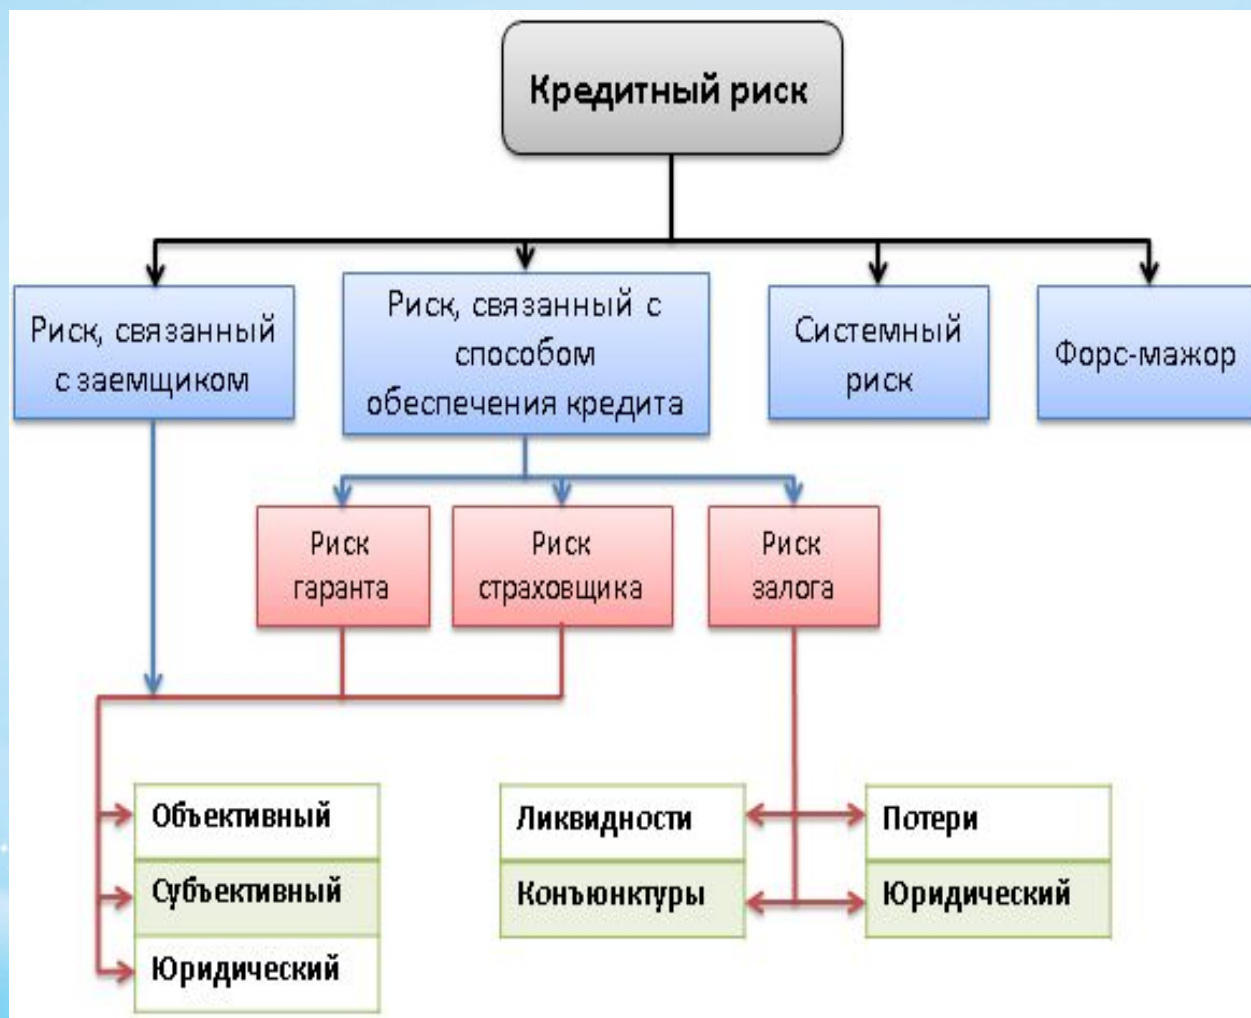 Кредитный риск
Риск, связанный
с заемщиком
Риск, связанный с
способом
обеспечения кредита
Системный
риск
Форс-мажор
Риск
гаранта
Риск
страховщика
Риск
залога
Объективный
Субъективный
Юридический
Ликвидности
Конъюнктуры
Потери
Юридический